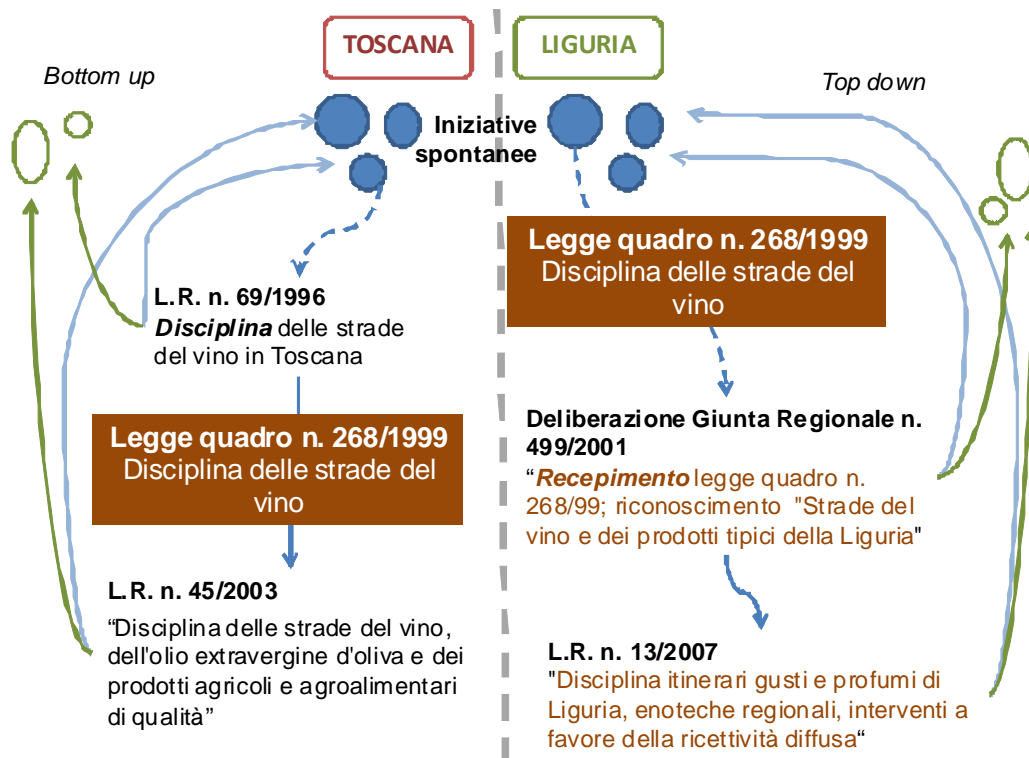 TOSCANA
LIGURIA
Bottom up
Top down
Iniziative
spontanee
L.R. n. 69/1996
Disciplina delle strade
del vino in Toscana
Legge quadro n. 268/1999
Disciplina delle strade del
vino
L.R. n. 45/2003
“Disciplina delle strade del vino,
dell'olio extravergine d'oliva e dei
prodotti agricoli e agroalimentari
di qualità”
Legge quadro n. 268/1999
Disciplina delle strade del
vino
Deliberazione Giunta Regionale n.
499/2001
“Recepimento legge quadro n.
268/99; riconoscimento "Strade del
vino e dei prodotti tipici della Liguria"
L.R. n. 13/2007
"Disciplina itinerari gusti e profumi di
Liguria, enoteche regionali, interventi a
favore della ricettività diffusa“